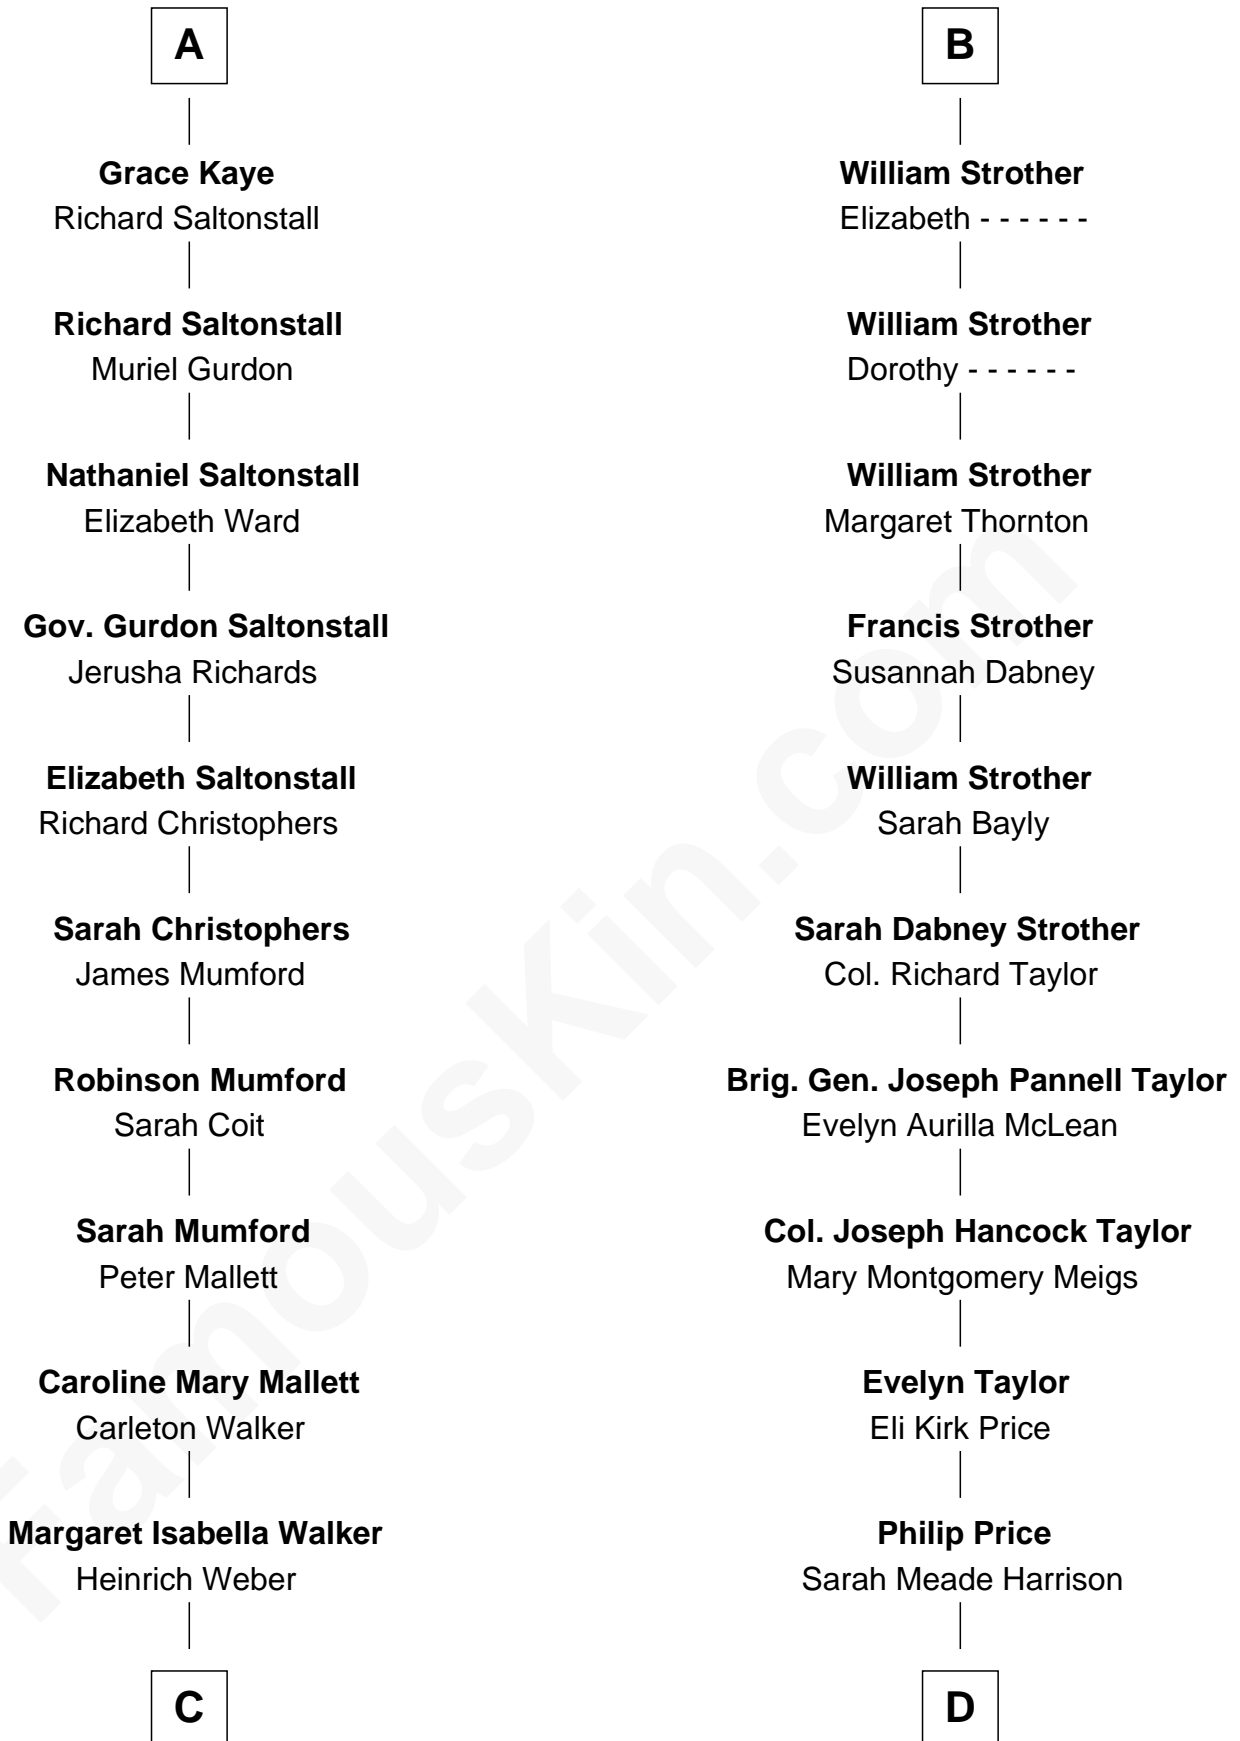 A
Grace Kaye
Richard Saltonstall
Richard Saltonstall
Muriel Gurdon
Nathaniel Saltonstall
Elizabeth Ward
Gov. Gurdon Saltonstall
Jerusha Richards
Elizabeth Saltonstall
Richard Christophers
Sarah Christophers
James Mumford
Robinson Mumford
Sarah Coit
Sarah Mumford
Peter Mallett
Caroline Mary Mallett
Carleton Walker
Margaret Isabella Walker
Heinrich Weber
C
B
William Strother
Elizabeth - - - - - -
William Strother
Dorothy - - - - - -
William Strother
Margaret Thornton
Francis Strother
Susannah Dabney
William Strother
Sarah Bayly
Sarah Dabney Strother
Col. Richard Taylor
Brig. Gen. Joseph Pannell Taylor
Evelyn Aurilla McLean
Col. Joseph Hancock Taylor
Mary Montgomery Meigs
Evelyn Taylor
Eli Kirk Price
Philip Price
Sarah Meade Harrison
D
FamousKin.com